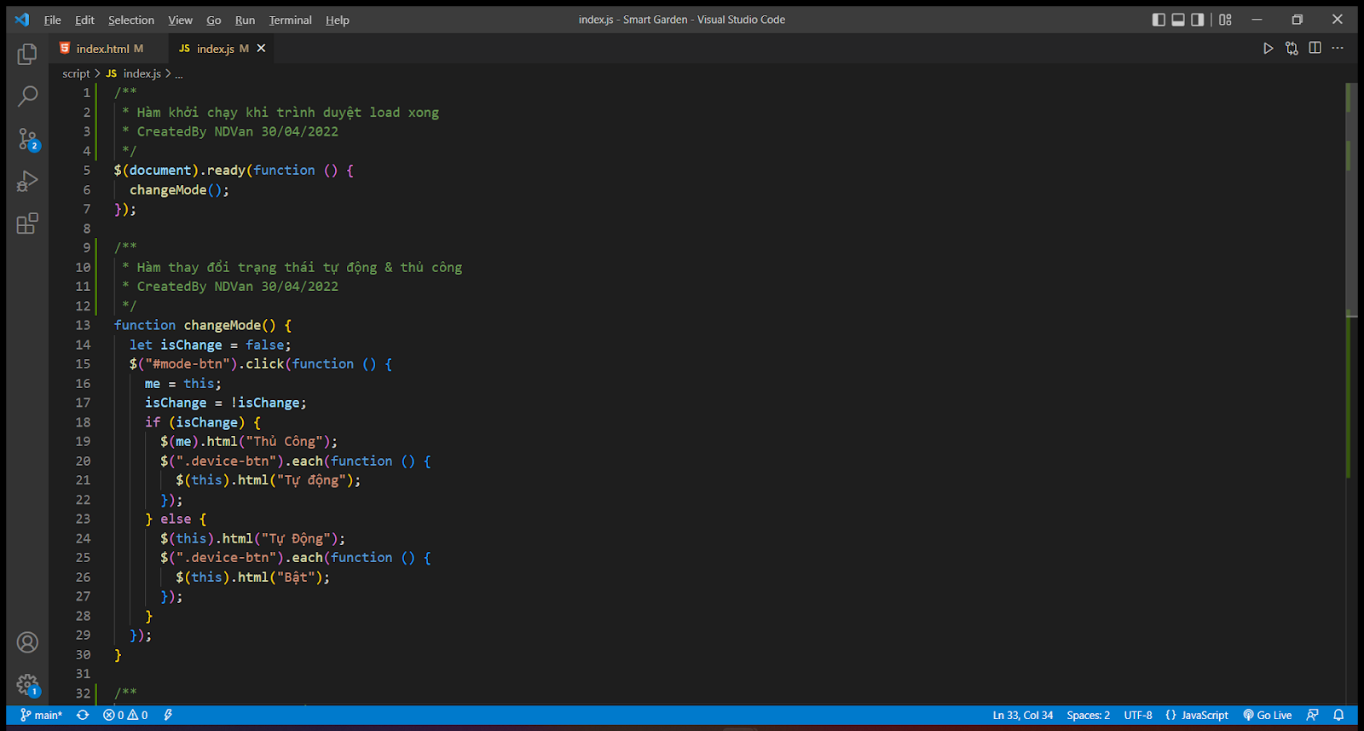 File Edit Selection View Go Run Terminal Help index.js - Smart Garden - Visual Studio Code
index.html M JS index.js M
script > JS index.js > ...
1 /**
2 * Hàm khởi chạy khi trình duyệt load xong
3 * CreatedBy NDVan 30/04/2022
4 */
5 $(document).ready(function () {
6 changeMode();
7 });
8
9 /**
10 * Hàm thay đổi trạng thái tự động & thủ công
11 * CreatedBy NDVan 30/04/2022
12 */
13 function changeMode() {
14 let isChange = false;
15 $("#mode-btn").click(function () {
16 me = this;
17 isChange = !isChange;
18 if (isChange) {
19 $(me).html("Thủ Công");
20 $(".device-btn").each(function () {
21 $(this).html("Tự động");
22 });
23 } else {
24 $(this).html("Tự Động");
25 $(".device-btn").each(function () {
26 $(this).html("Bật");
27 });
28 }
29 });
30 }
31
32 /**
2
1
main* 0 0 Ln 33, Col 34 Spaces: 2 UTF-8 {} JavaScript Go Live